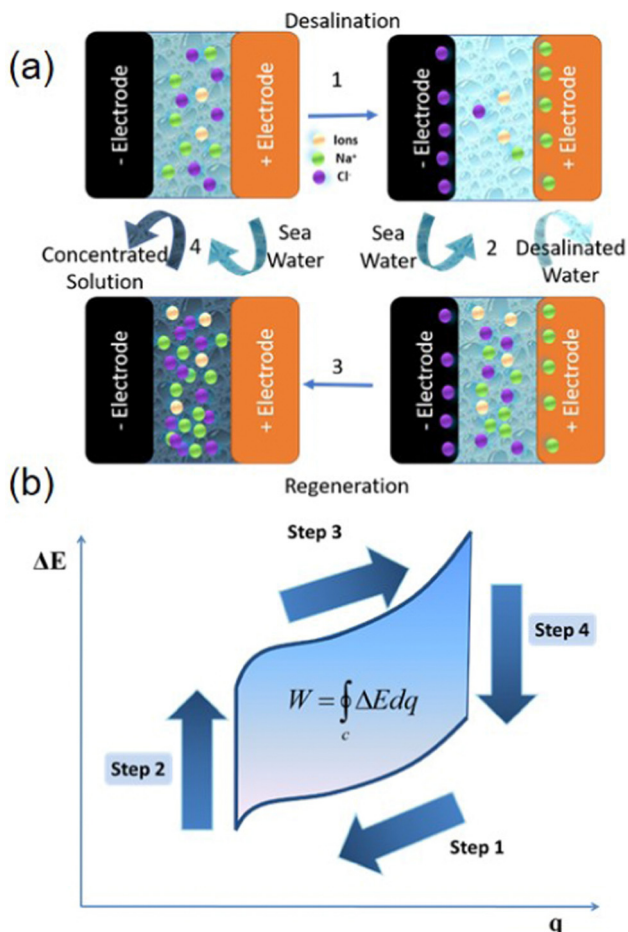 Desalination
(a)
- Electrode
+ Electrode
1
Ions
Na⁺
Cl⁻
- Electrode
+ Electrode
Concentrated
Solution
4
Sea
Water
Sea
Water
2
Desalinated
Water
- Electrode
+ Electrode
3
- Electrode
+ Electrode
(b)
Regeneration
ΔE
Step 3
Step 4
W = ∮ ΔEdq
c
Step 2
Step 1
q